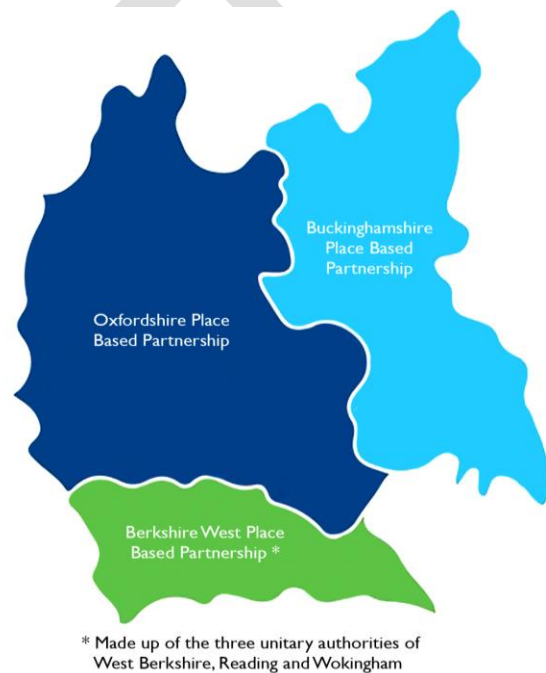 Buckinghamshire
Place Based
Partnership
Oxfordshire Place
Based Partnership
Berkshire West Place
Based Partnership *
* Made up of the three unitary authorities of
West Berkshire, Reading and Wokingham